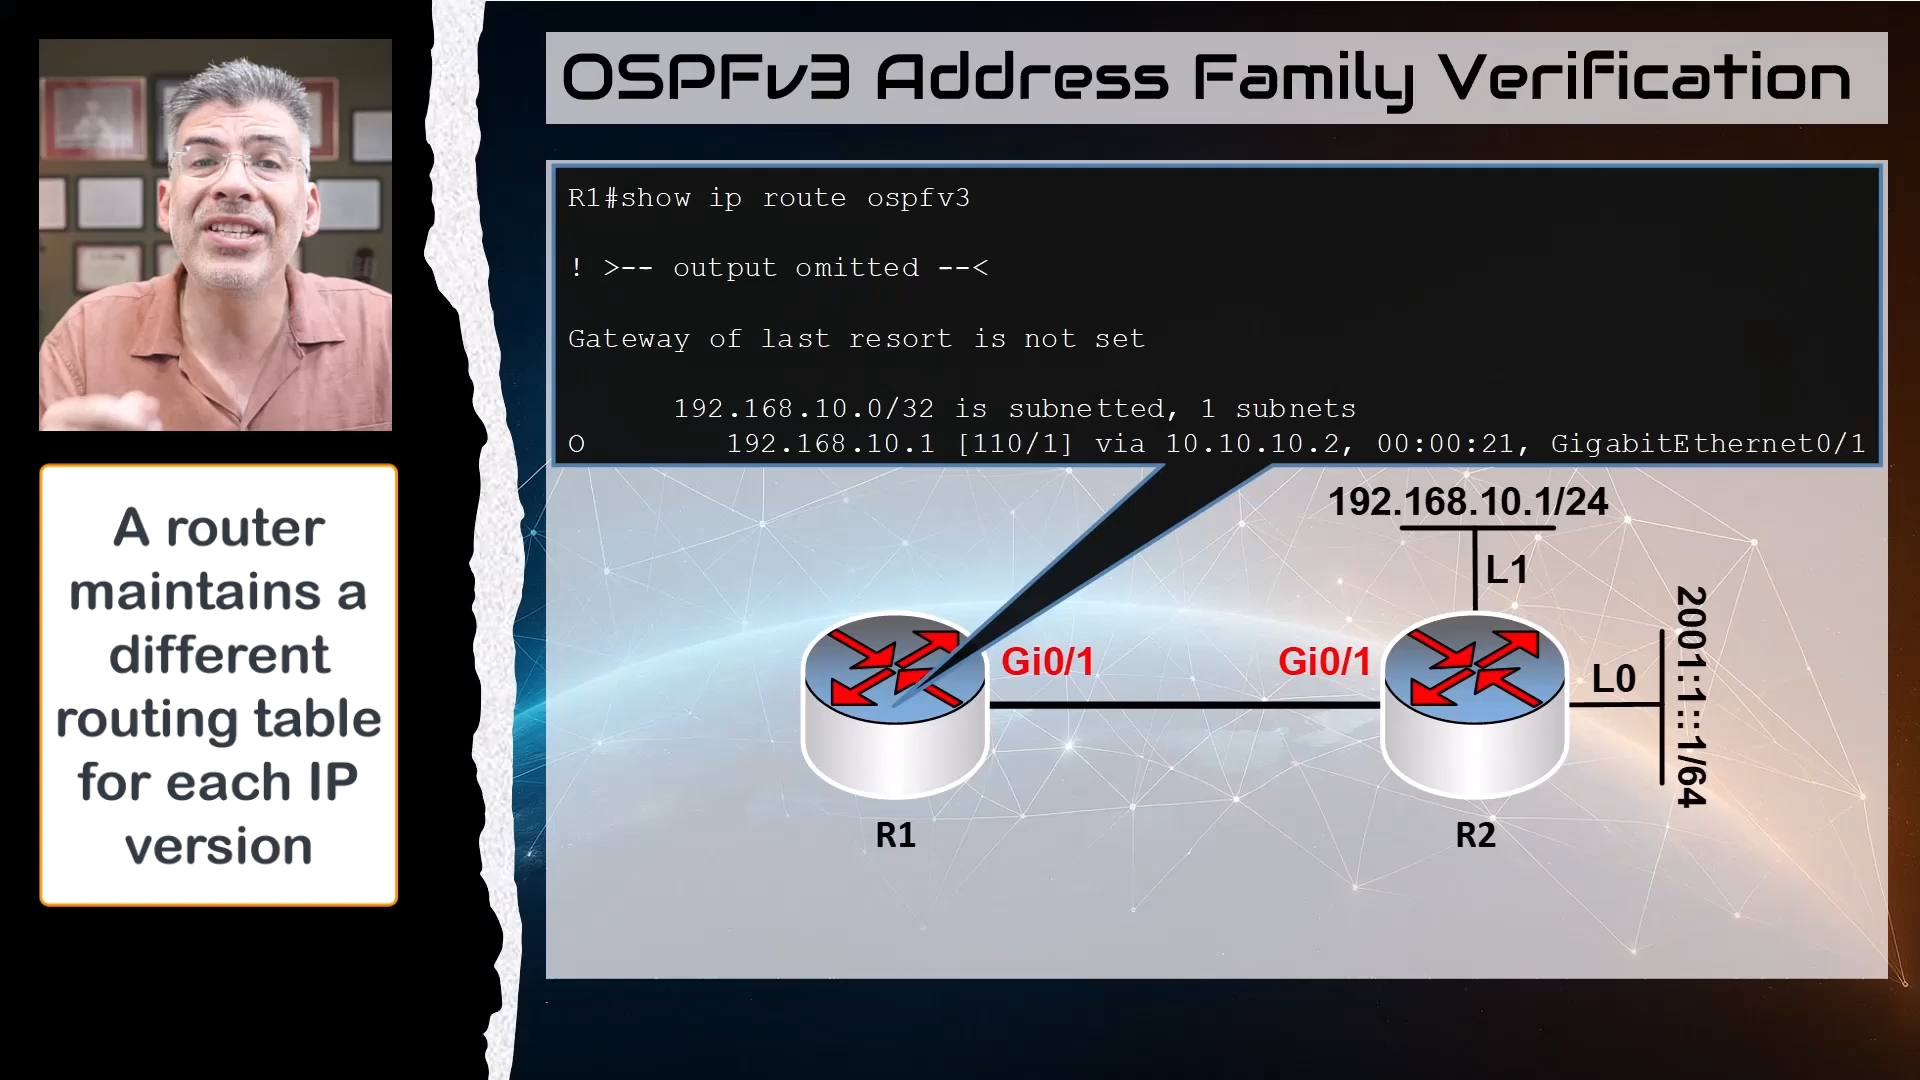 OSPFv3 Address Family Verification
R1#show ip route ospfv3
! >-- output omitted --<
Gateway of last resort is not set
192.168.10.0/32 is subnetted, 1 subnets
O 192.168.10.1 [110/1] via 10.10.10.2, 00:00:21, GigabitEthernet0/1
A router
maintains a
different
routing table
for each IP
version
192.168.10.1/24
L1
Gi0/1
Gi0/1
L0
2001:1::1/64
R1
R2